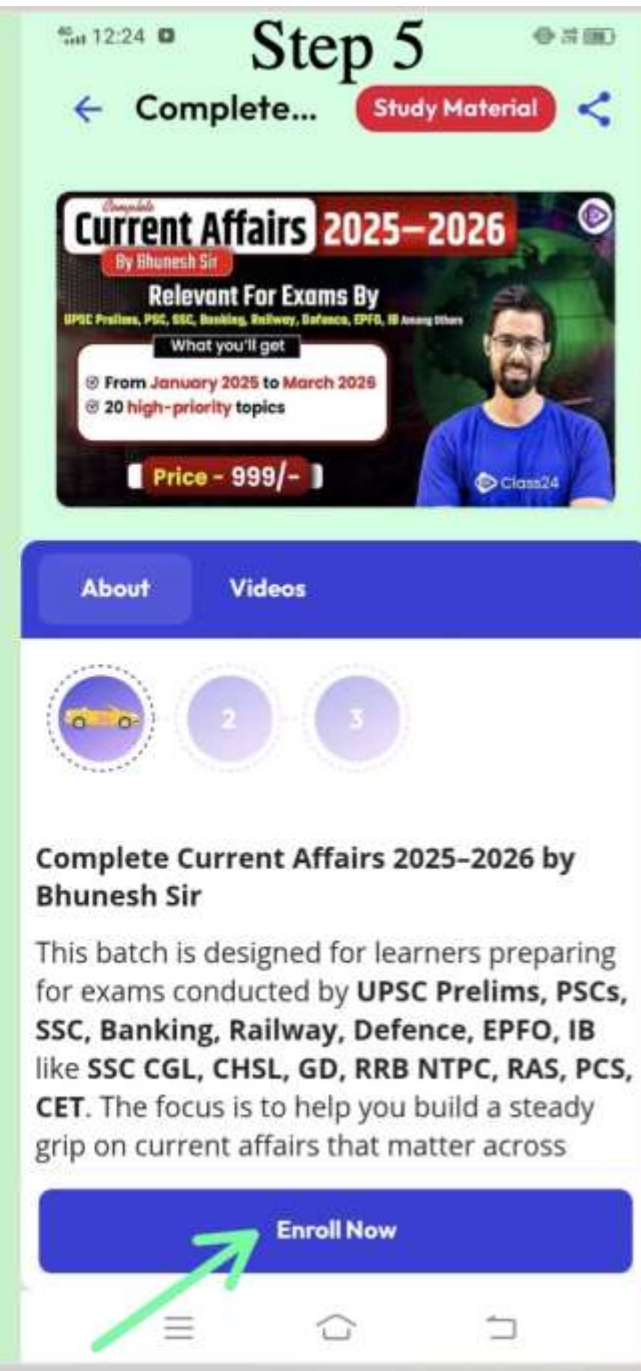 12:24
Step 5
Complete...
Study Material
Complete
Current Affairs 2025–2026
By Bhunesh Sir
Relevant For Exams By
UPSC Prelims, PSC, SSC, Banking, Railway, Defence, EPFO, IB Among Others
What you'll get
From January 2025 to March 2026
20 high-priority topics
Price - 999/-
Class24
About
Videos
2
3
Complete Current Affairs 2025–2026 by
Bhunesh Sir
This batch is designed for learners preparing
for exams conducted by UPSC Prelims, PSCs,
SSC, Banking, Railway, Defence, EPFO, IB
like SSC CGL, CHSL, GD, RRB NTPC, RAS, PCS,
CET. The focus is to help you build a steady
grip on current affairs that matter across
Enroll Now